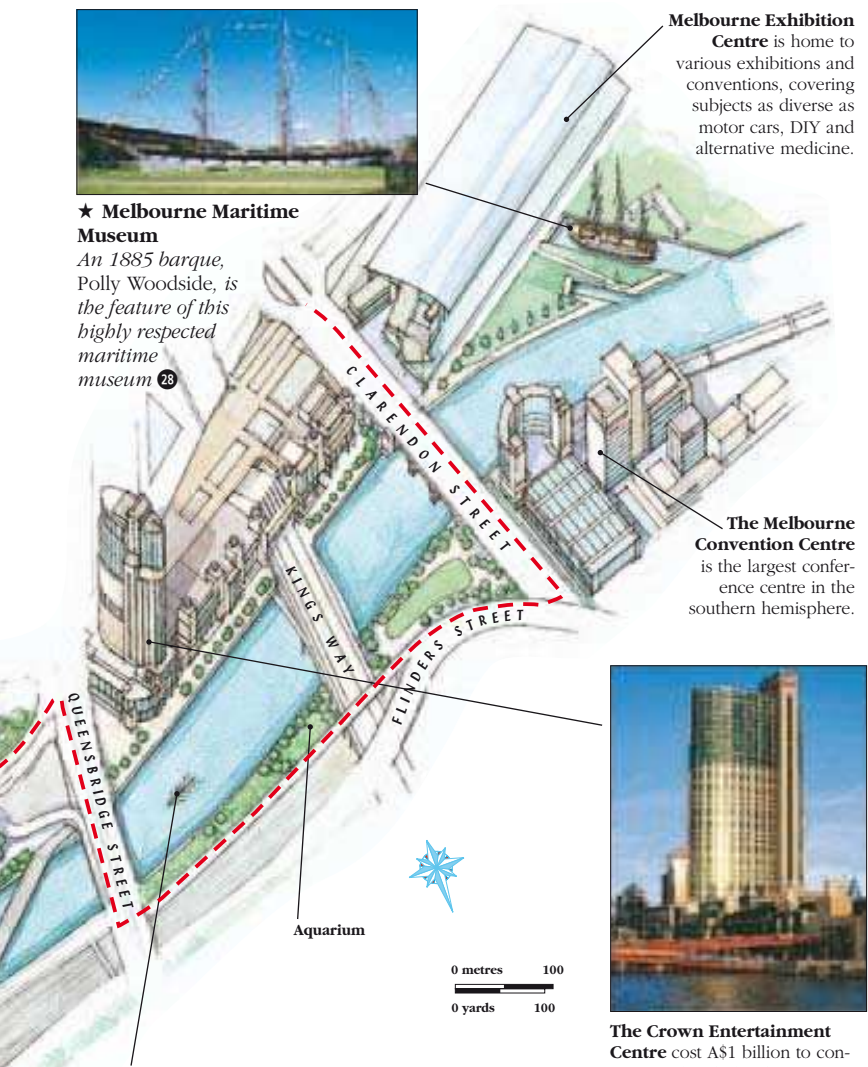 Melbourne Exhibition
Centre is home to
various exhibitions and
conventions, covering
subjects as diverse as
motor cars, DIY and
alternative medicine.
★ Melbourne Maritime
Museum
An 1885 barque,
Polly Woodside, is
the feature of this
highly respected
maritime
museum 28
CLARENDON STREET
The Melbourne
Convention Centre
is the largest confer-
ence centre in the
southern hemisphere.
KINGS WAY
FLINDERS STREET
QUEENSBRIDGE STREET
Aquarium
0 metres 100
0 yards 100
The Crown Entertainment
Centre cost A$1 billion to con-